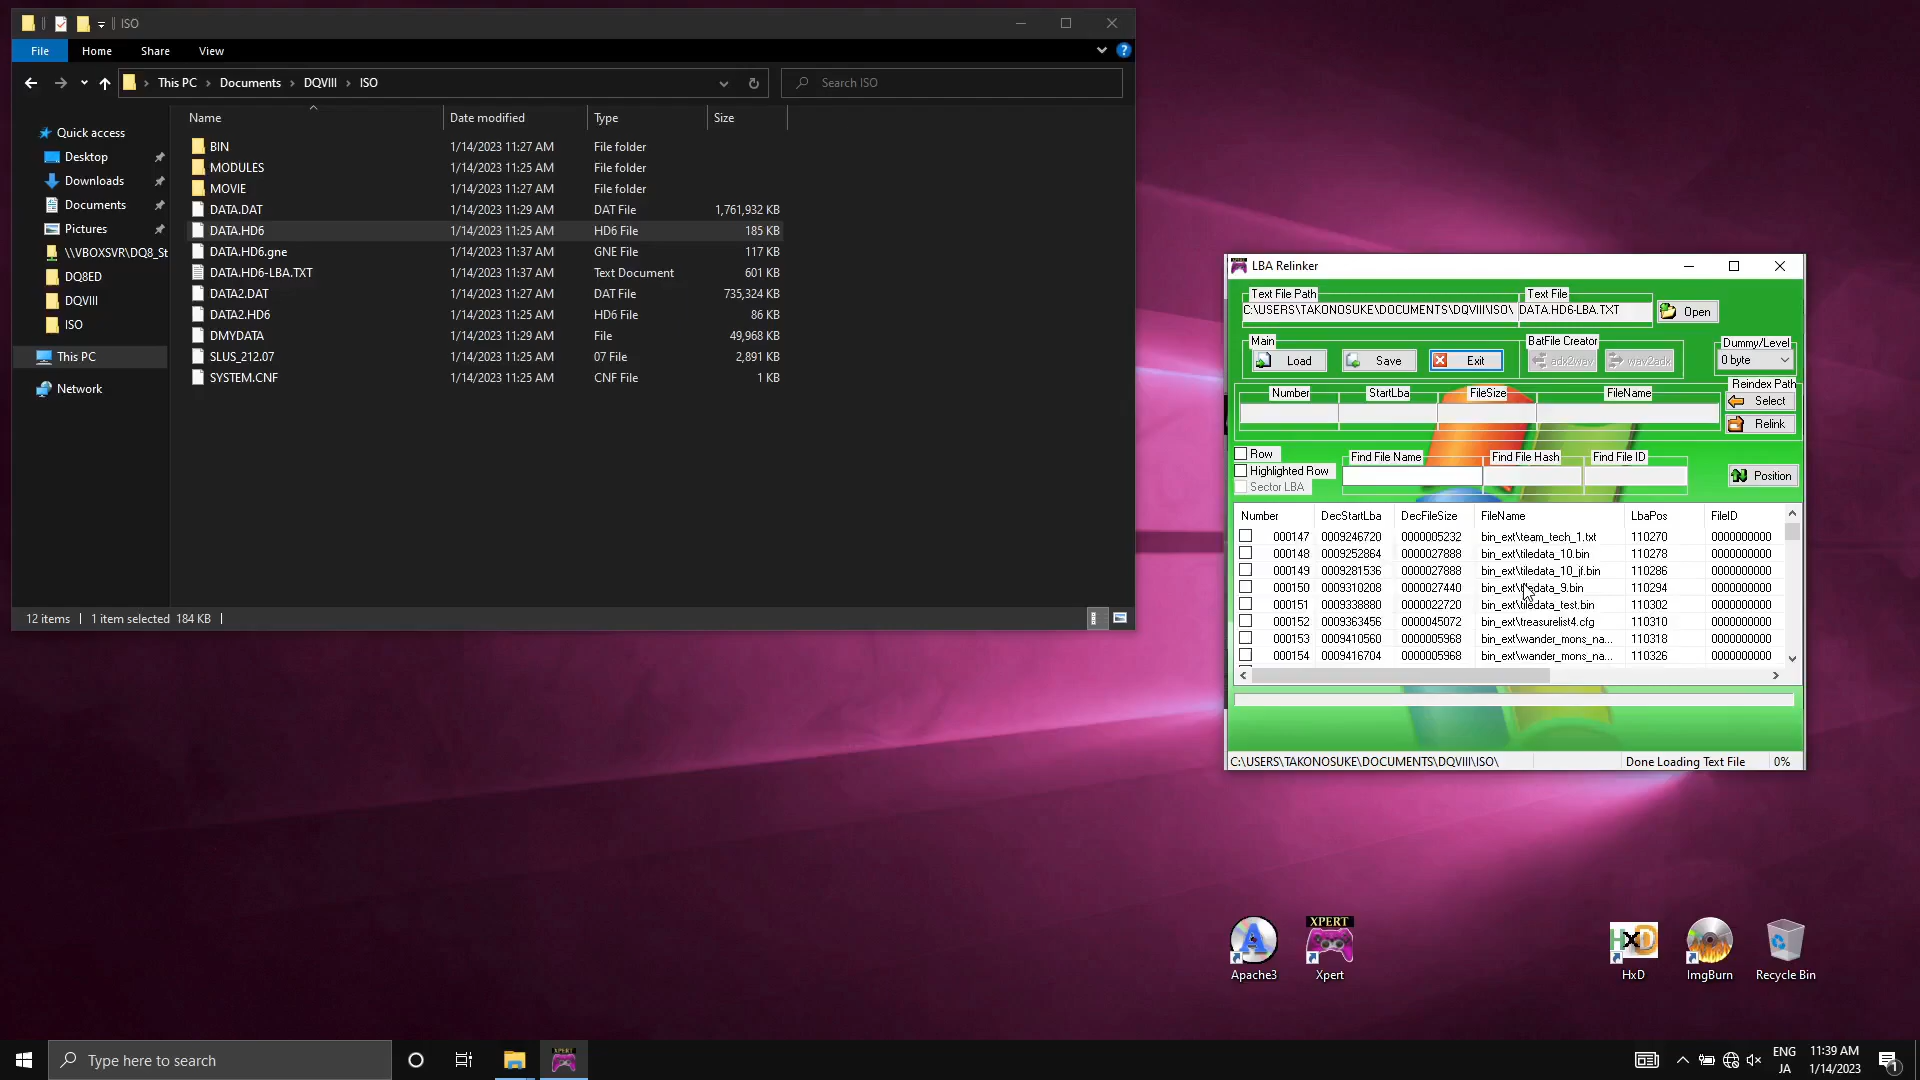 ISO
File Home Share View
This PC Documents DQVIII ISO
Search ISO
Name Date modified Type Size
Quick access
Desktop
Downloads
Documents
Pictures
\\VBOXSVR\DQ8_St
DQ8ED
DQVIII
ISO
This PC
Network
BIN 1/14/2023 11:27 AM File folder
MODULES 1/14/2023 11:25 AM File folder
MOVIE 1/14/2023 11:27 AM File folder
DATA.DAT 1/14/2023 11:29 AM DAT File 1,761,932 KB
DATA.HD6 1/14/2023 11:25 AM HD6 File 185 KB
DATA.HD6.gne 1/14/2023 11:37 AM GNE File 117 KB
DATA.HD6-LBA.TXT 1/14/2023 11:37 AM Text Document 601 KB
DATA2.DAT 1/14/2023 11:27 AM DAT File 735,324 KB
DATA2.HD6 1/14/2023 11:25 AM HD6 File 86 KB
DMYDATA 1/14/2023 11:25 AM File 49,968 KB
SLUS_212.07 1/14/2023 11:25 AM 07 File 2,891 KB
SYSTEM.CNF 1/14/2023 11:25 AM CNF File 1 KB
12 items 1 item selected 184 KB
XPERT
LBA Relinker
Text File Path Text File
C:\USERS\TAKONOSUKE\DOCUMENTS\DQVIII\ISO\ DATA.HD6-LBA.TXT Open
Main BatFile Creator Dummy/Level
Load Save Exit adx2wav wav2adx 0 byte
Reindex Path
Number StartLba FileSize FileName Select
Relink
Row Find File Name Find File Hash Find File ID
Highlighted Row
Sector LBA Position
Number DecStartLba DecFileSize FileName LbaPos FileID
000147 0009246720 0000005232 bin_ext\team_tech_1.txt 110270 0000000000
000148 0009252864 0000027888 bin_ext\tiledata_10.bin 110278 0000000000
000149 0009281536 0000027888 bin_ext\tiledata_10_jf.bin 110286 0000000000
000150 0009310208 0000027440 bin_ext\tiledata_9.bin 110294 0000000000
000151 0009338880 0000022720 bin_ext\tiledata_test.bin 110302 0000000000
000152 0009363456 0000045072 bin_ext\treasurelist4.cfg 110310 0000000000
000153 0009410560 0000005968 bin_ext\wander_mons_na... 110318 0000000000
000154 0009416704 0000005968 bin_ext\wander_mons_na... 110326 0000000000
C:\USERS\TAKONOSUKE\DOCUMENTS\DQVIII\ISO\ Done Loading Text File 0%
XPERT
HxD
Apache3 Xpert HxD ImgBurn Recycle Bin
Type here to search
XPERT
ENG
JA
11:39 AM
1/14/2023
1